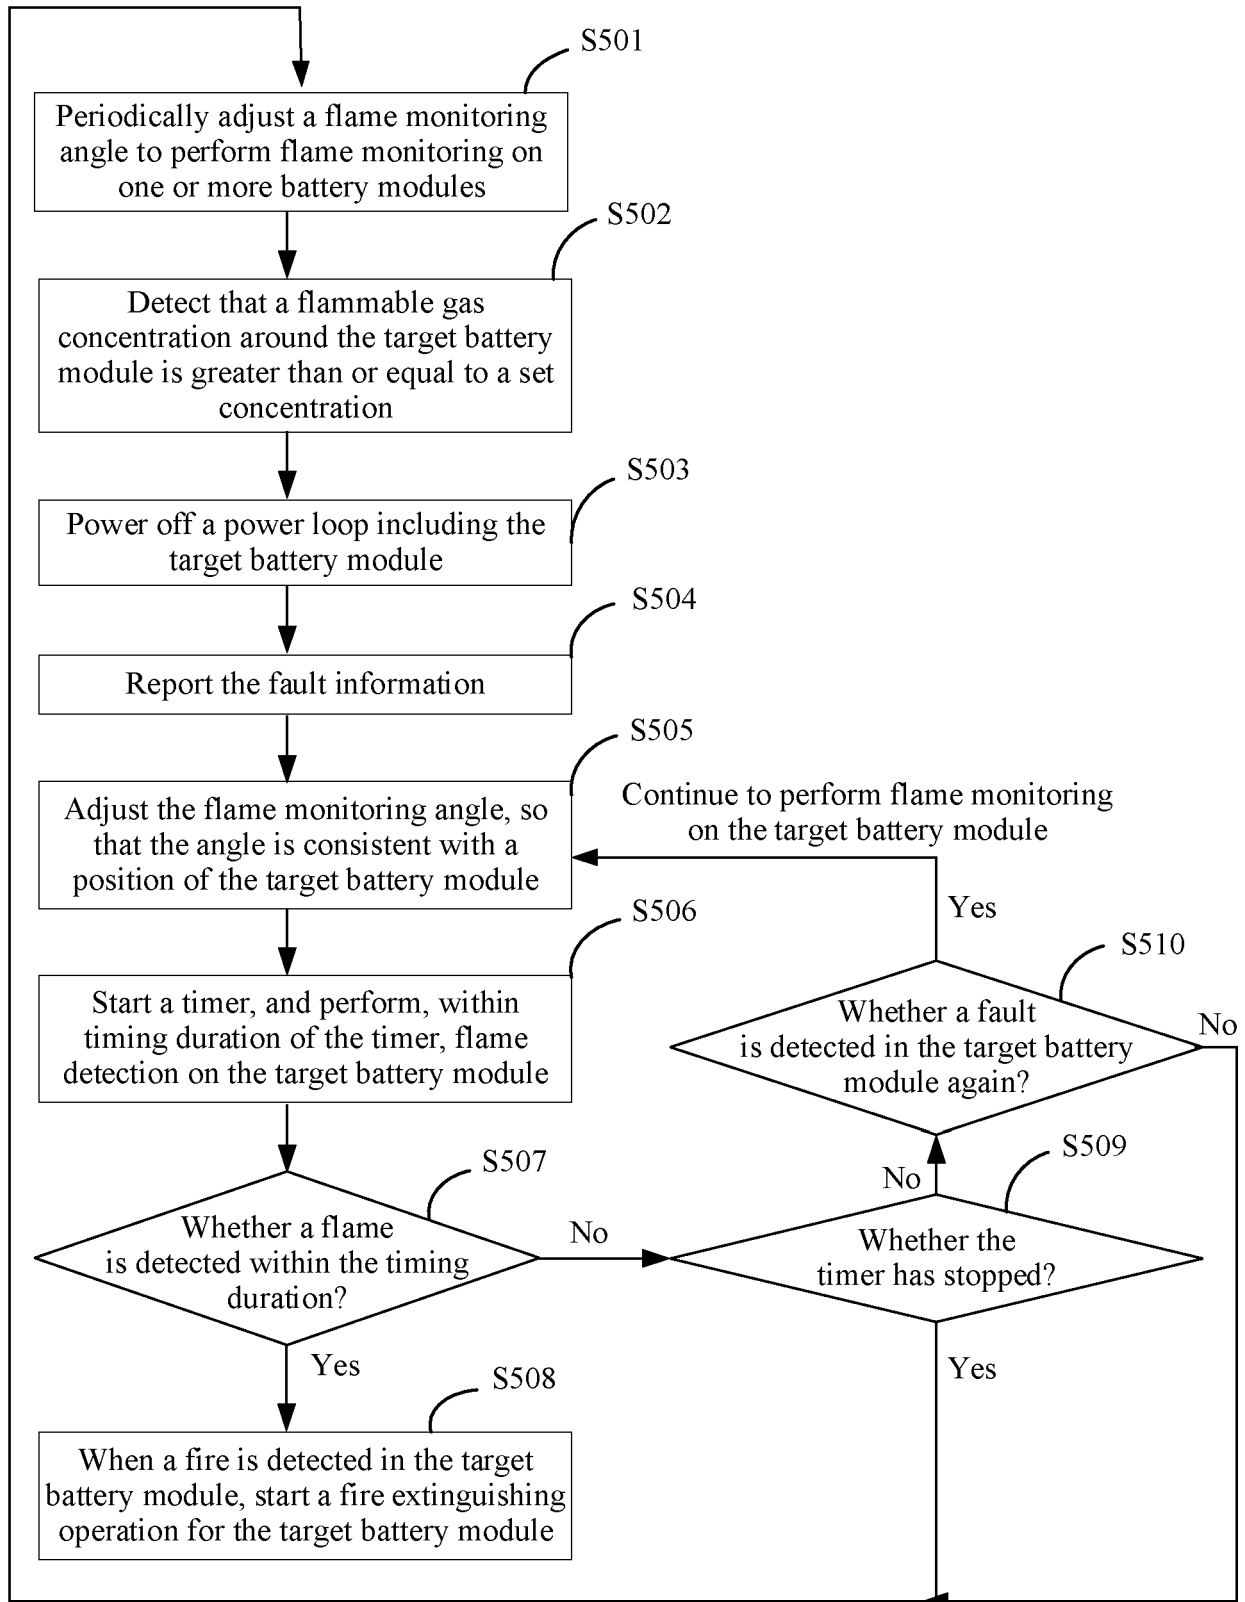 S501
Periodically adjust a flame monitoring
angle to perform flame monitoring on
one or more battery modules
S502
Detect that a flammable gas
concentration around the target battery
module is greater than or equal to a set
concentration
S503
Power off a power loop including the
target battery module
S504
Report the fault information
S505
Adjust the flame monitoring angle, so
that the angle is consistent with a
position of the target battery module
Continue to perform flame monitoring
on the target battery module
Yes
S506
Start a timer, and perform, within
timing duration of the timer, flame
detection on the target battery module
S510
Whether a fault
is detected in the target battery
module again?
No
S507
Whether a flame
is detected within the timing
duration?
No
S509
No
Whether the
timer has stopped?
Yes
Yes
S508
When a fire is detected in the target
battery module, start a fire extinguishing
operation for the target battery module